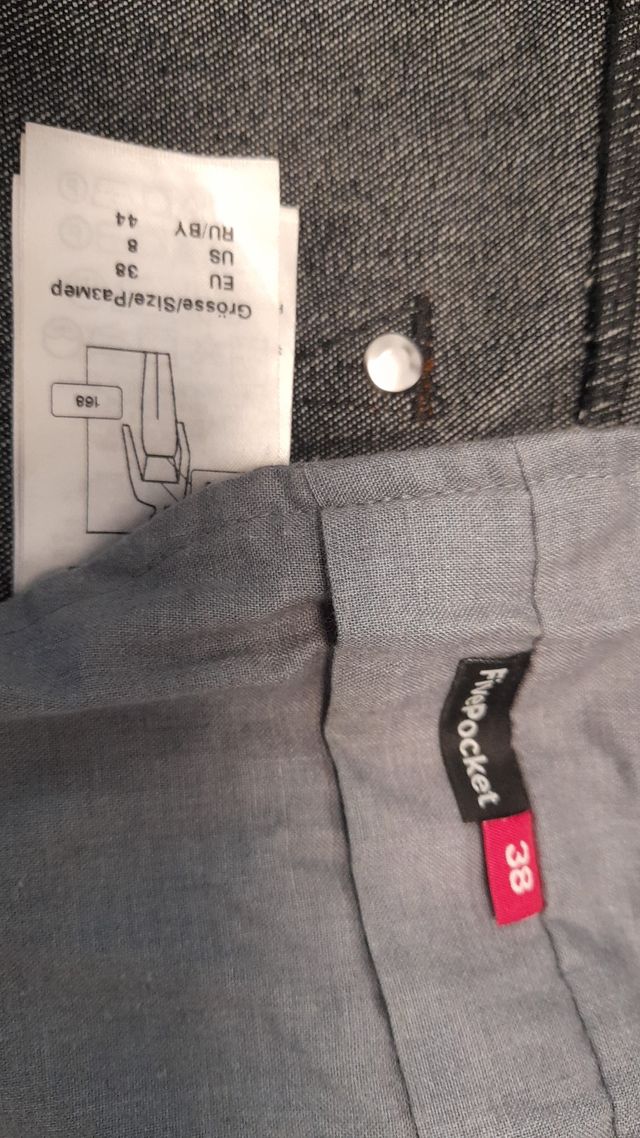 Grösse/Size/Размер
EU 38
US 8
RU/BY 44
168
FivePocket
38